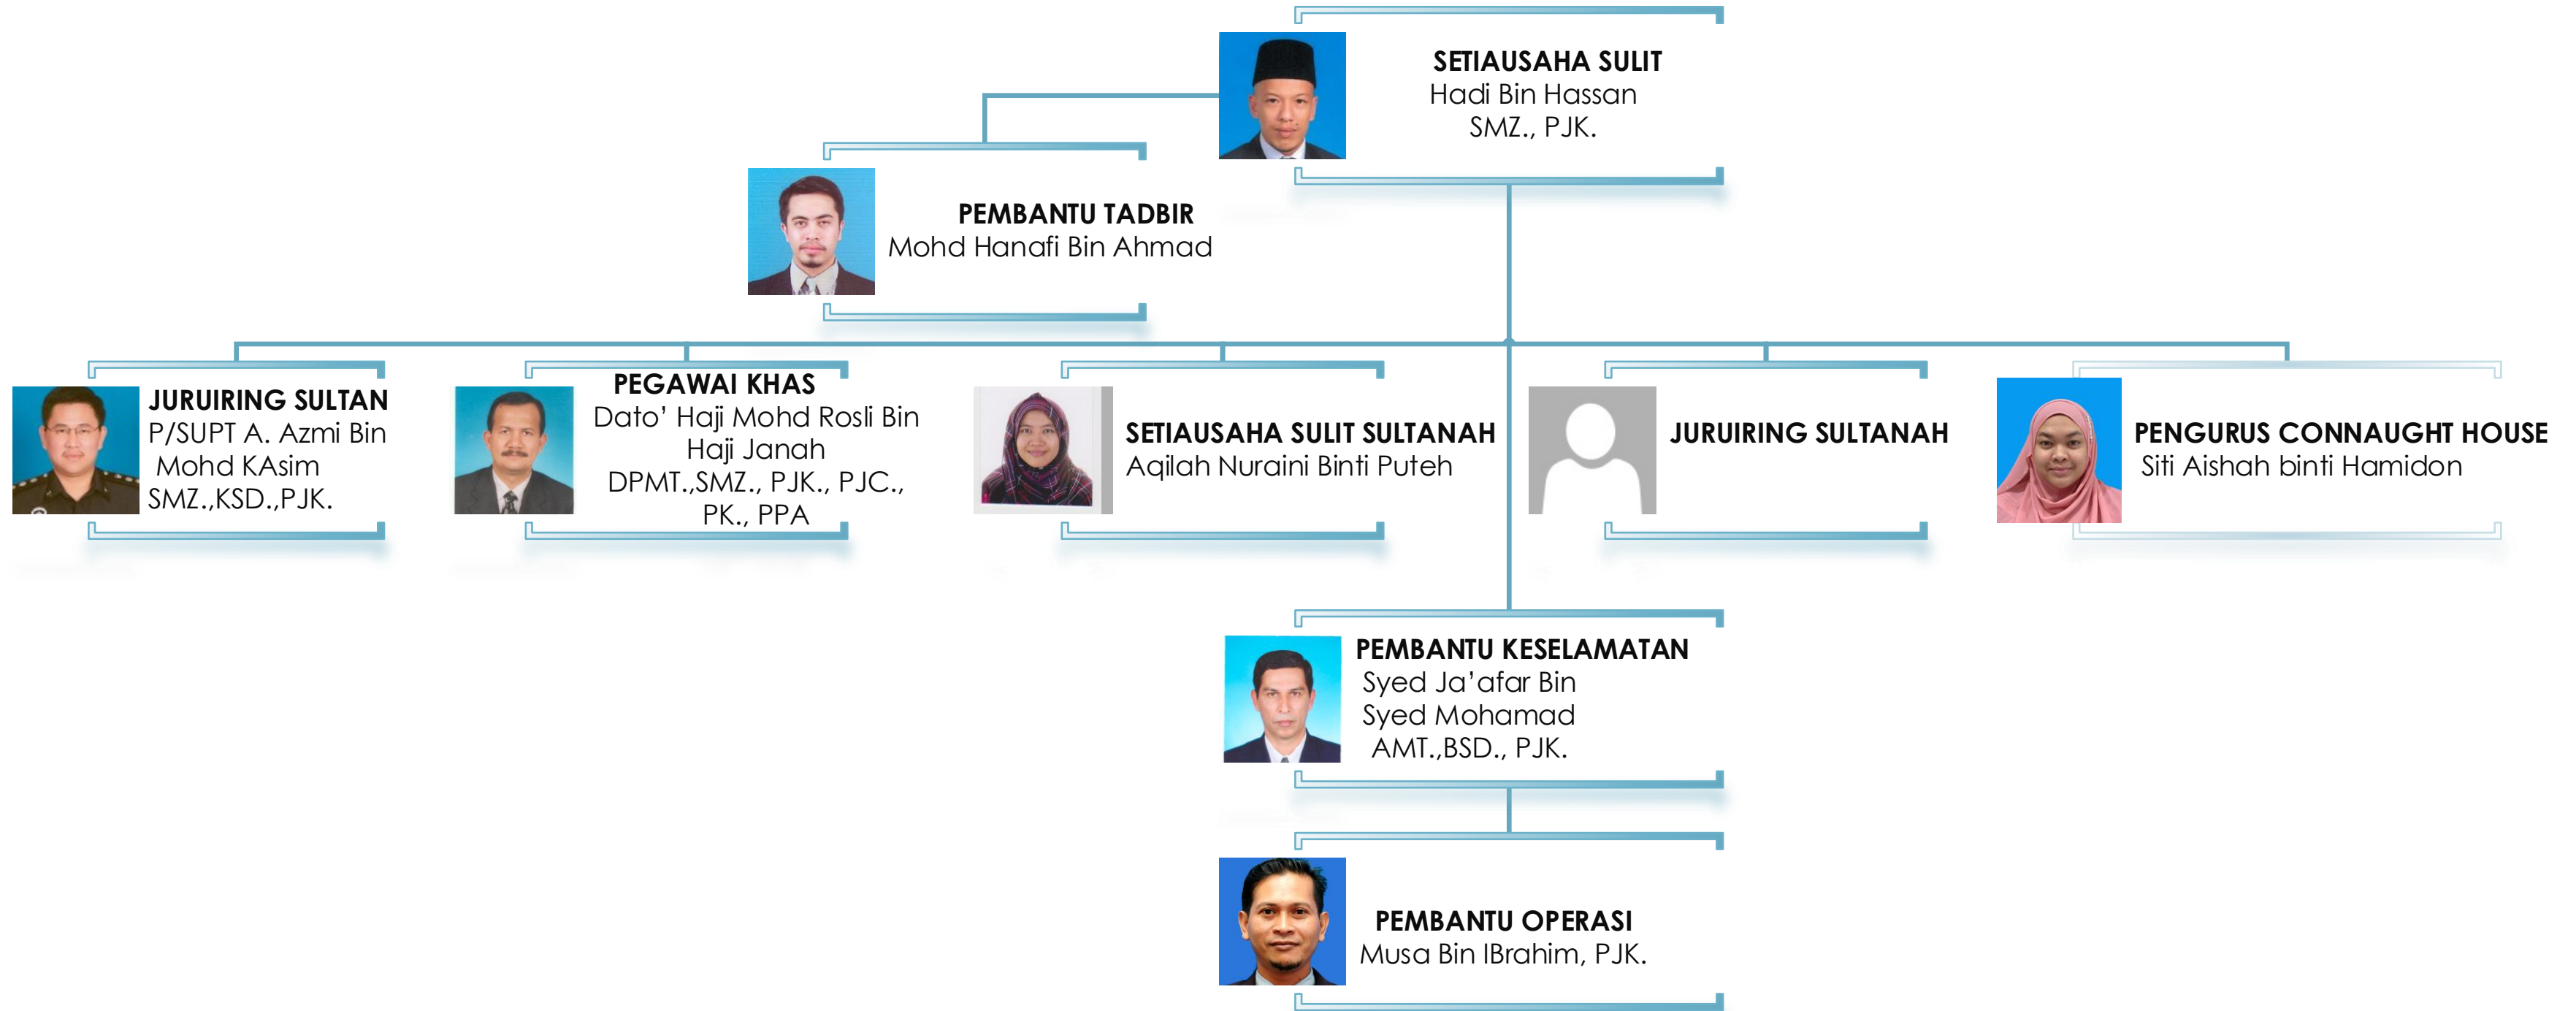 SETIAUSAHA SULIT
Hadi Bin Hassan
SMZ., PJK.
PEMBANTU TADBIR
Mohd Hanafi Bin Ahmad
JURUIRING SULTAN
P/SUPT A. Azmi Bin
Mohd KAsim
SMZ.,KSD.,PJK.
PEGAWAI KHAS
Dato’ Haji Mohd Rosli Bin
Haji Janah
DPMT.,SMZ., PJK., PJC.,
PK., PPA
SETIAUSAHA SULIT SULTANAH
Aqilah Nuraini Binti Puteh
JURUIRING SULTANAH
PENGURUS CONNAUGHT HOUSE
Siti Aishah binti Hamidon
PEMBANTU KESELAMATAN
Syed Ja’afar Bin
Syed Mohamad
AMT.,BSD., PJK.
PEMBANTU OPERASI
Musa Bin IBrahim, PJK.